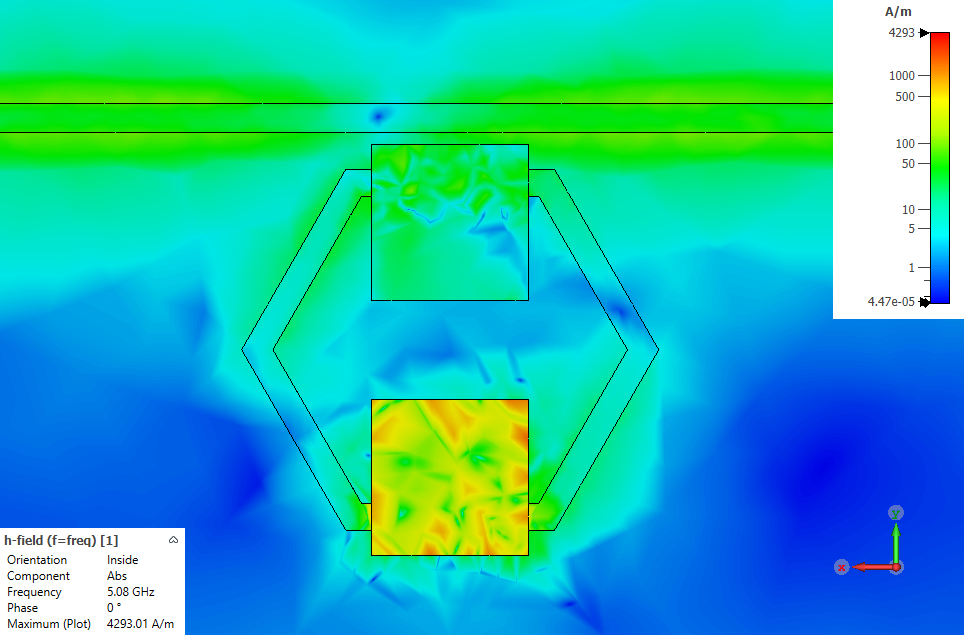 A/m
4293
1000
500
100
50
10
5
1
4.47e-05
h-field (f=freq) [1]
Orientation Inside
Component Abs
Frequency 5.08 GHz
Phase 0 °
Maximum (Plot) 4293.01 A/m
Y
X